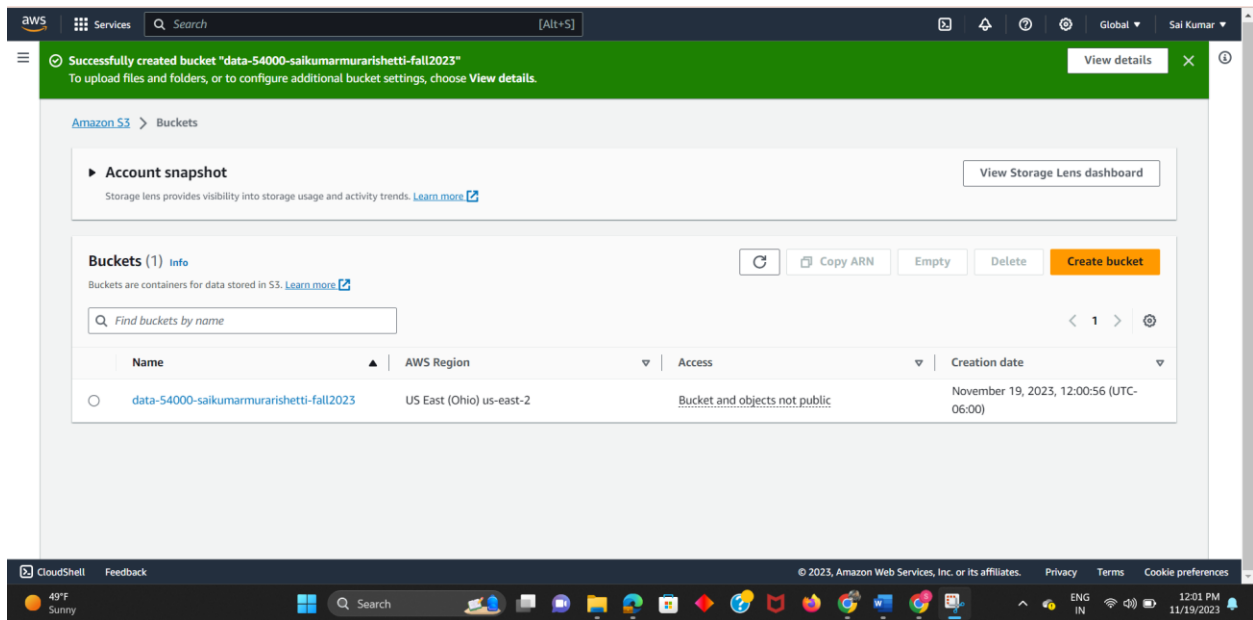 aws
Services
Search
[Alt+S]
Global
Sai Kumar
Successfully created bucket "data-54000-saikumarmurarishetti-fall2023"
To upload files and folders, or to configure additional bucket settings, choose View details.
View details
Amazon S3 > Buckets
Account snapshot
View Storage Lens dashboard
Storage lens provides visibility into storage usage and activity trends. Learn more
Buckets (1) Info
Copy ARN
Empty
Delete
Create bucket
Buckets are containers for data stored in S3. Learn more
Find buckets by name
< 1 >
Name
AWS Region
Access
Creation date
data-54000-saikumarmurarishetti-fall2023
US East (Ohio) us-east-2
Bucket and objects not public
November 19, 2023, 12:00:56 (UTC-
06:00)
CloudShell
Feedback
© 2023, Amazon Web Services, Inc. or its affiliates.
Privacy
Terms
Cookie preferences
49°F
Sunny
Search
ENG
IN
12:01 PM
11/19/2023